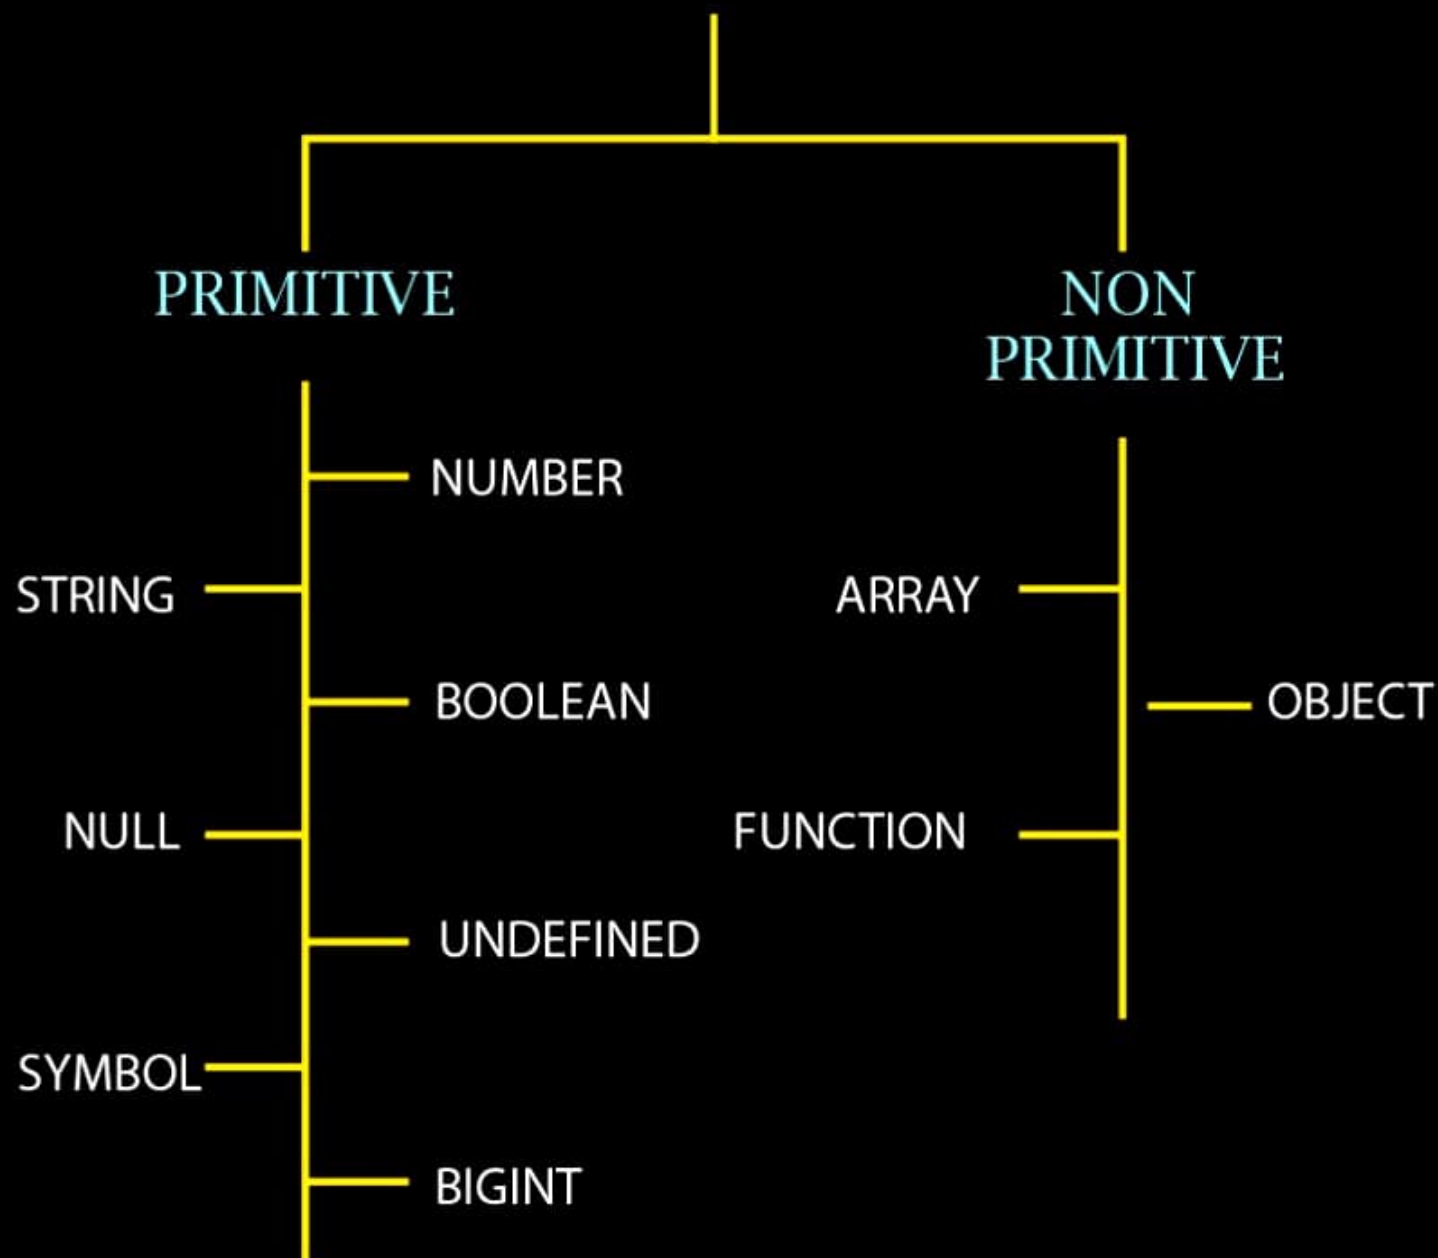 PRIMITIVE
NON
PRIMITIVE
NUMBER
STRING
BOOLEAN
NULL
UNDEFINED
SYMBOL
BIGINT
ARRAY
OBJECT
FUNCTION